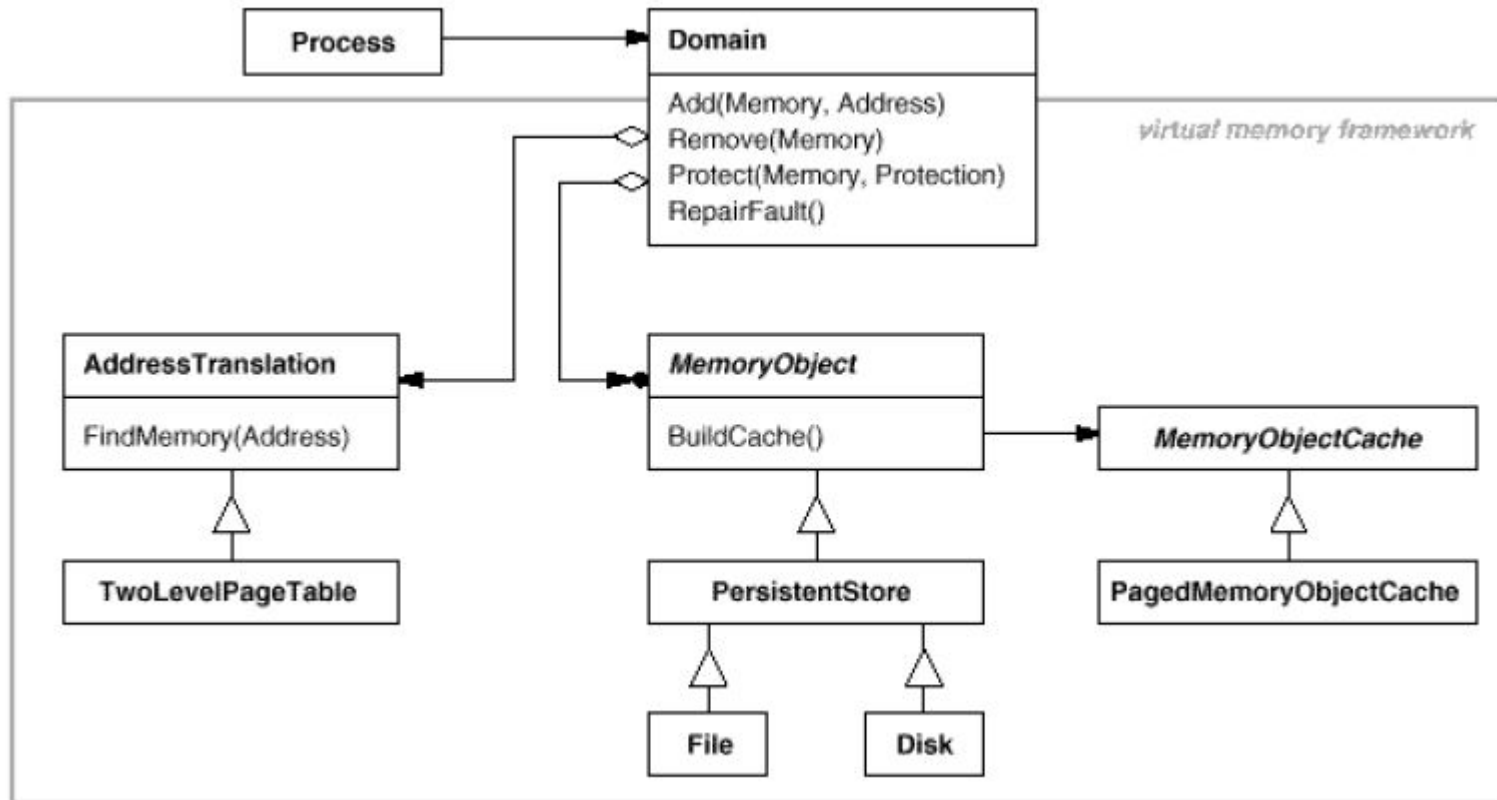 Process
Domain
Add(Memory, Address)
Remove(Memory)
Protect(Memory, Protection)
RepairFault()
virtual memory framework
AddressTranslation
FindMemory(Address)
MemoryObject
BuildCache()
MemoryObjectCache
TwoLevelPageTable
PersistentStore
PagedMemoryObjectCache
File
Disk